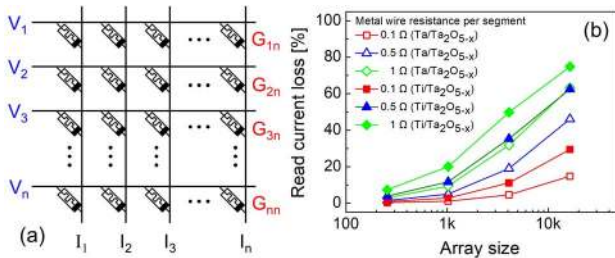 V1
V2
V3
Vn
G1n
G2n
G3n
Gnn
I1 I2 I3 In
(a)
Read current loss [%]
100
80
60
40
20
0
Metal wire resistance per segment
0.1 Ω (Ta/Ta2O5-x)
0.5 Ω (Ta/Ta2O5-x)
1 Ω (Ta/Ta2O5-x)
0.1 Ω (Ti/Ta2O5-x)
0.5 Ω (Ti/Ta2O5-x)
1 Ω (Ti/Ta2O5-x)
(b)
100 1k 10k
Array size